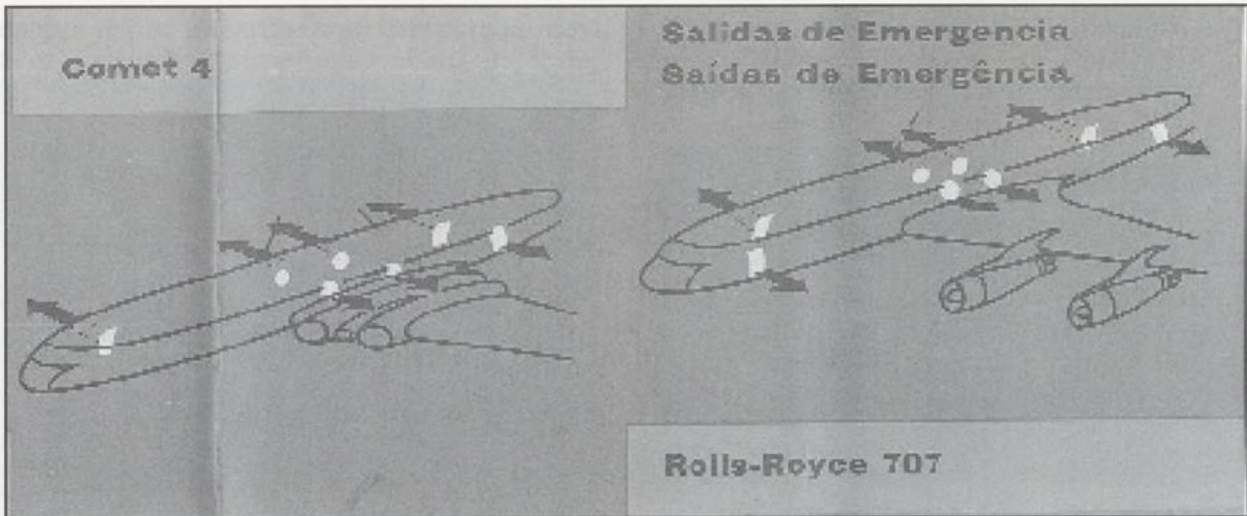 Comet 4
Salidas de Emergencia
Saídas de Emergência
Rolls-Royce 707